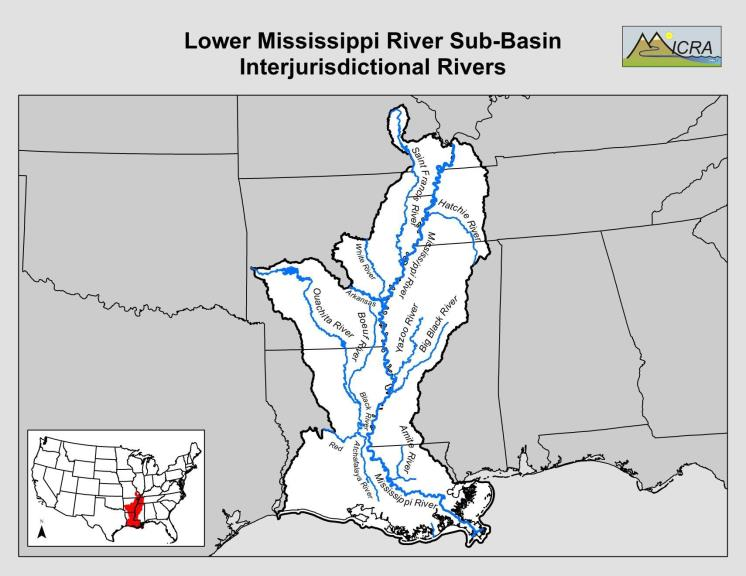 Lower Mississippi River Sub-Basin
Interjurisdictional Rivers
MICRA
Saint Francis River
Hatchie River
Mississippi River
White River
Arkansas
Ouachita River
Boeuf River
Yazoo River
Big Black River
Black River
Amite River
Red
Atchafalaya River
Mississippi River
N